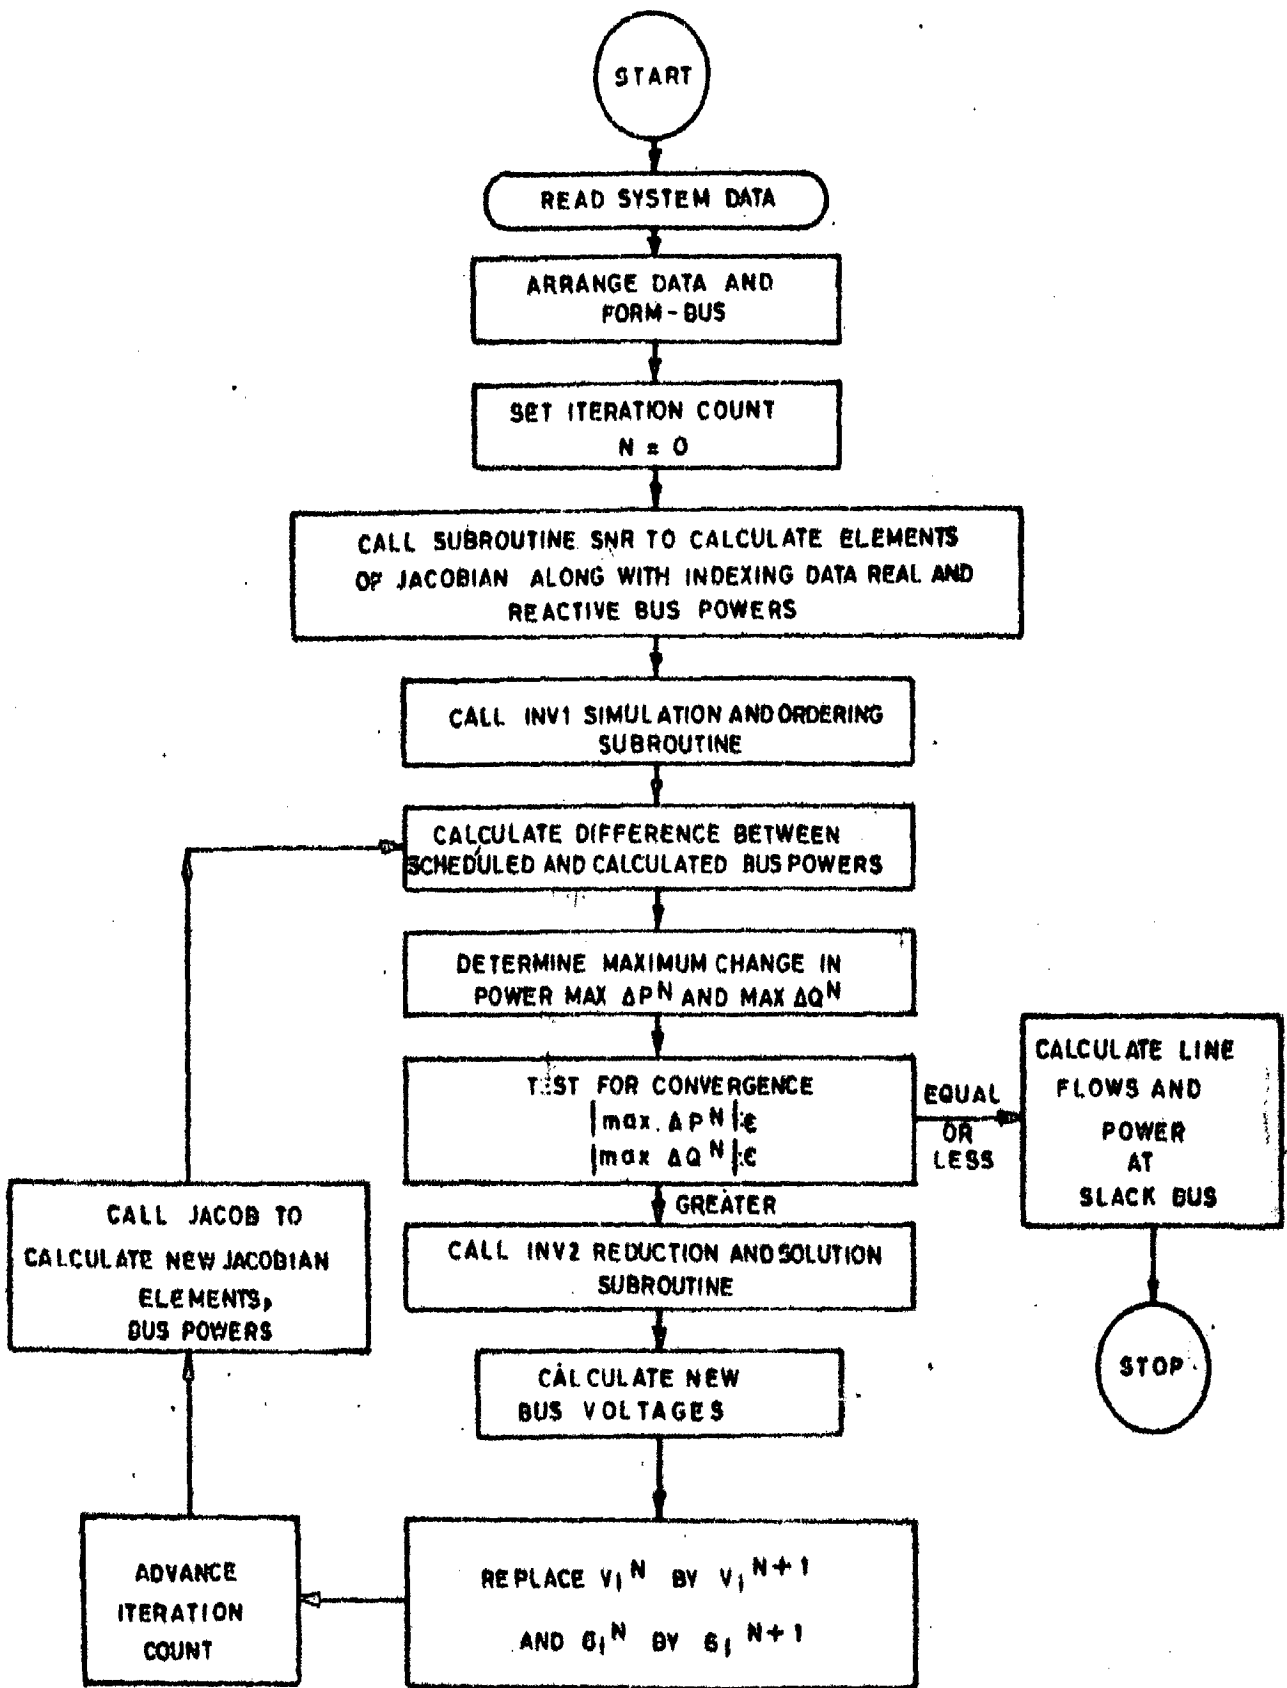 START
READ SYSTEM DATA
ARRANGE DATA AND
FORM-BUS
SET ITERATION COUNT
N = 0
CALL SUBROUTINE SNR TO CALCULATE ELEMENTS
OF JACOBIAN ALONG WITH INDEXING DATA REAL AND
REACTIVE BUS POWERS
CALL INV1 SIMULATION AND ORDERING
SUBROUTINE
CALCULATE DIFFERENCE BETWEEN
SCHEDULED AND CALCULATED BUS POWERS
DETERMINE MAXIMUM CHANGE IN
POWER MAX ΔP^N AND MAX ΔQ^N
TEST FOR CONVERGENCE
|max. ΔP^N|:ε
|max ΔQ^N|:ε
EQUAL
OR
LESS
CALCULATE LINE
FLOWS AND
POWER
AT
SLACK BUS
STOP
GREATER
CALL INV2 REDUCTION AND SOLUTION
SUBROUTINE
CALCULATE NEW
BUS VOLTAGES
REPLACE V_i^N BY V_i^N+1
AND δ_i^N BY δ_i^N+1
ADVANCE
ITERATION
COUNT
CALL JACOB TO
CALCULATE NEW JACOBIAN
ELEMENTS,
BUS POWERS